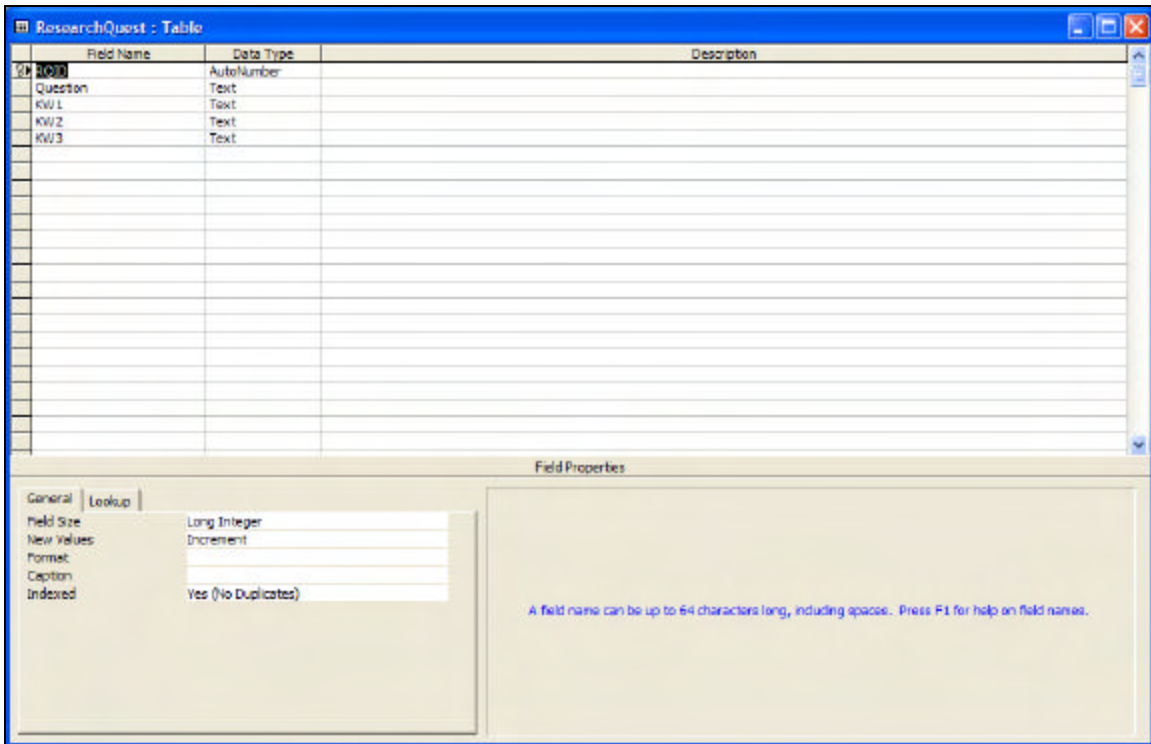 ResearchQuest : Table
Field Name Data Type Description
RQID AutoNumber
Question Text
KW1 Text
KW2 Text
KW3 Text
Field Properties
General Lookup
Field Size Long Integer
New Values Increment
Format
Caption
Indexed Yes (No Duplicates)
A field name can be up to 64 characters long, including spaces. Press F1 for help on field names.